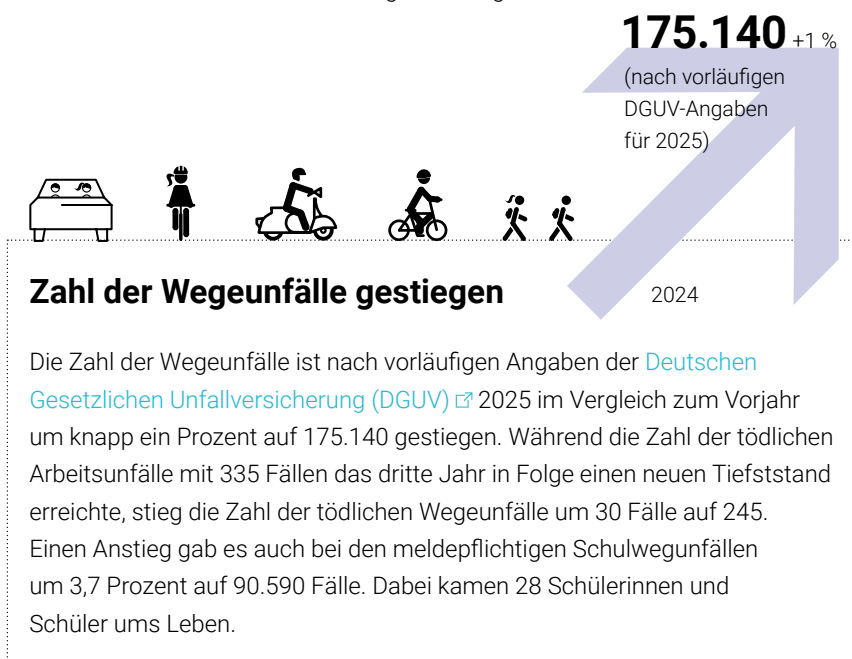 175.140 +1 %
(nach vorläufigen
DGUV-Angaben
für 2025)
Zahl der Wegeunfälle gestiegen
2024
Die Zahl der Wegeunfälle ist nach vorläufigen Angaben der Deutschen
Gesetzlichen Unfallversicherung (DGUV) 2025 im Vergleich zum Vorjahr
um knapp ein Prozent auf 175.140 gestiegen. Während die Zahl der tödlichen
Arbeitsunfälle mit 335 Fällen das dritte Jahr in Folge einen neuen Tiefststand
erreichte, stieg die Zahl der tödlichen Wegeunfälle um 30 Fälle auf 245.
Einen Anstieg gab es auch bei den meldepflichtigen Schulwegunfällen
um 3,7 Prozent auf 90.590 Fälle. Dabei kamen 28 Schülerinnen und
Schüler ums Leben.